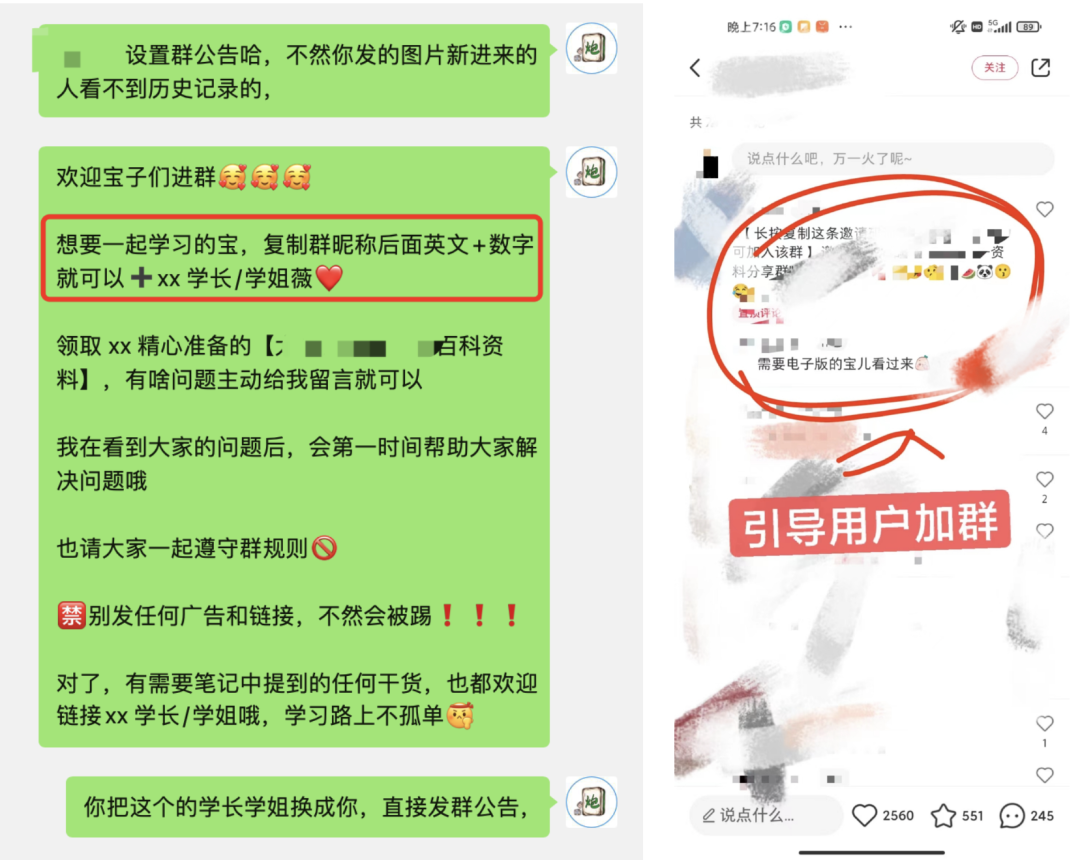 设置群公告哈，不然你发的图片新进来的
人看不到历史记录的，
欢迎宝子们进群🥰🥰🥰
想要一起学习的宝，复制群昵称后面英文+数字
就可以➕xx 学长/学姐薇❤️
领取 xx 精心准备的【 百科资
料】，有啥问题主动给我留言就可以
我在看到大家的问题后，会第一时间帮助大家解
决问题哦
也请大家一起遵守群规则🚫
🈲别发任何广告和链接，不然会被踢❗❗❗
对了，有需要笔记中提到的任何干货，也都欢迎
链接xx 学长/学姐哦，学习路上不孤单
你把这个的学长学姐换成你，直接发群公告，
晚上7:16
5G
89
关注
共
说点什么吧，万一火了呢~
【长按复制这条邀请
可加入该群】 资
料分享群
置顶评论
需要电子版的宝儿看过来
4
2
引导用户加群
1
说点什么... 2560 551 245